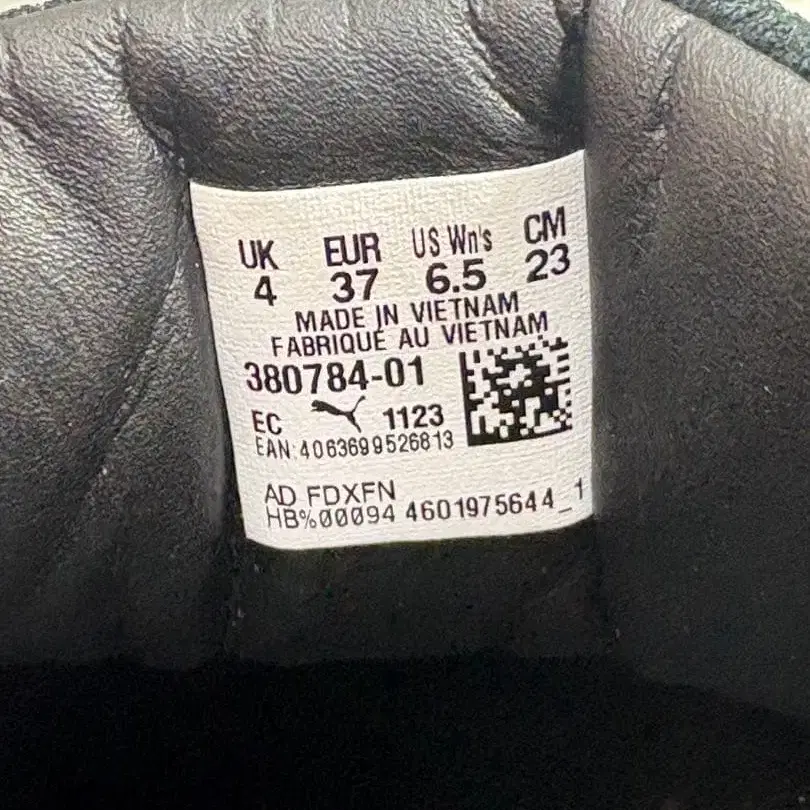 UK EUR US Wn's CM
4 37 6.5 23
MADE IN VIETNAM
FABRIQUE AU VIETNAM
380784-01
EC 1123
EAN:4063699526813
AD FDXFN
HB%00094 4601975644_1